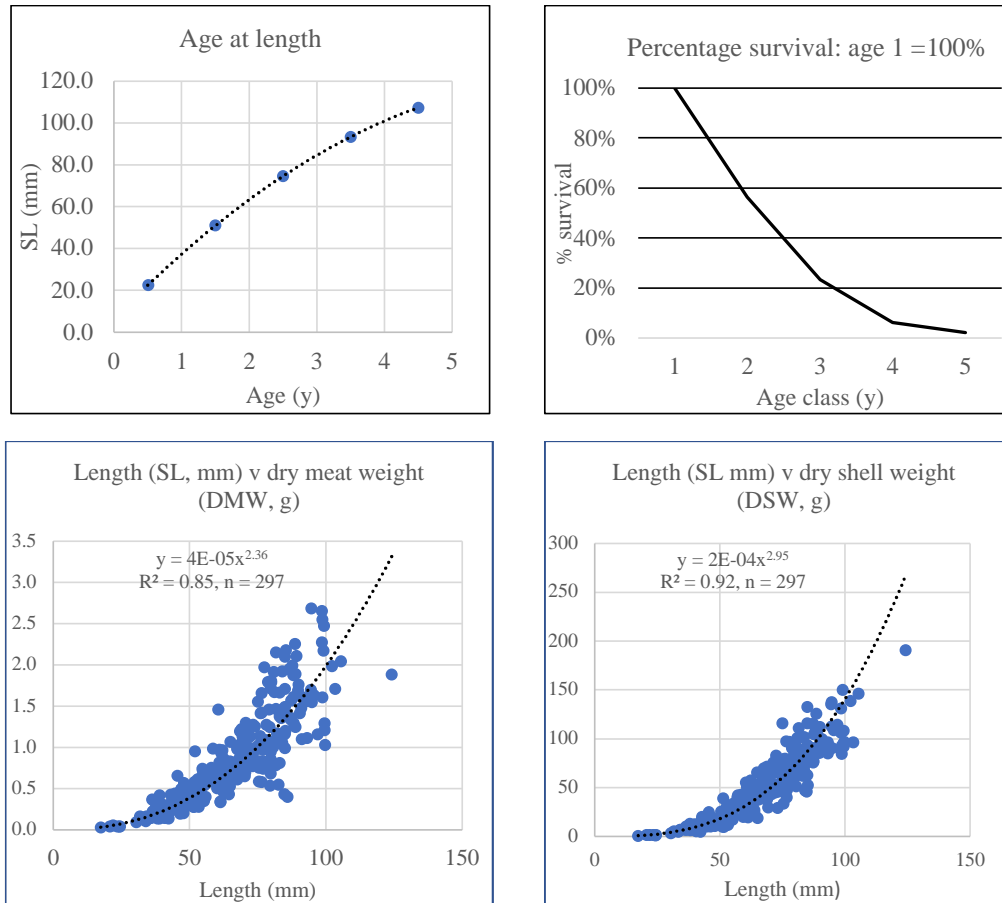 Age at length
120.0
100.0
80.0
60.0
40.0
20.0
0.0
SL (mm)
0 1 2 3 4 5
Age (y)
Percentage survival: age 1 =100%
100%
80%
60%
40%
20%
0%
% survival
1 2 3 4 5
Age class (y)
Length (SL, mm) v dry meat weight
(DMW, g)
y = 4E-05x^2.36
R² = 0.85, n = 297
3.5
3.0
2.5
2.0
1.5
1.0
0.5
0.0
0 50 100 150
Length (mm)
Length (SL mm) v dry shell weight
(DSW, g)
y = 2E-04x^2.95
R² = 0.92, n = 297
300
250
200
150
100
50
0
0 50 100 150
Length (mm)